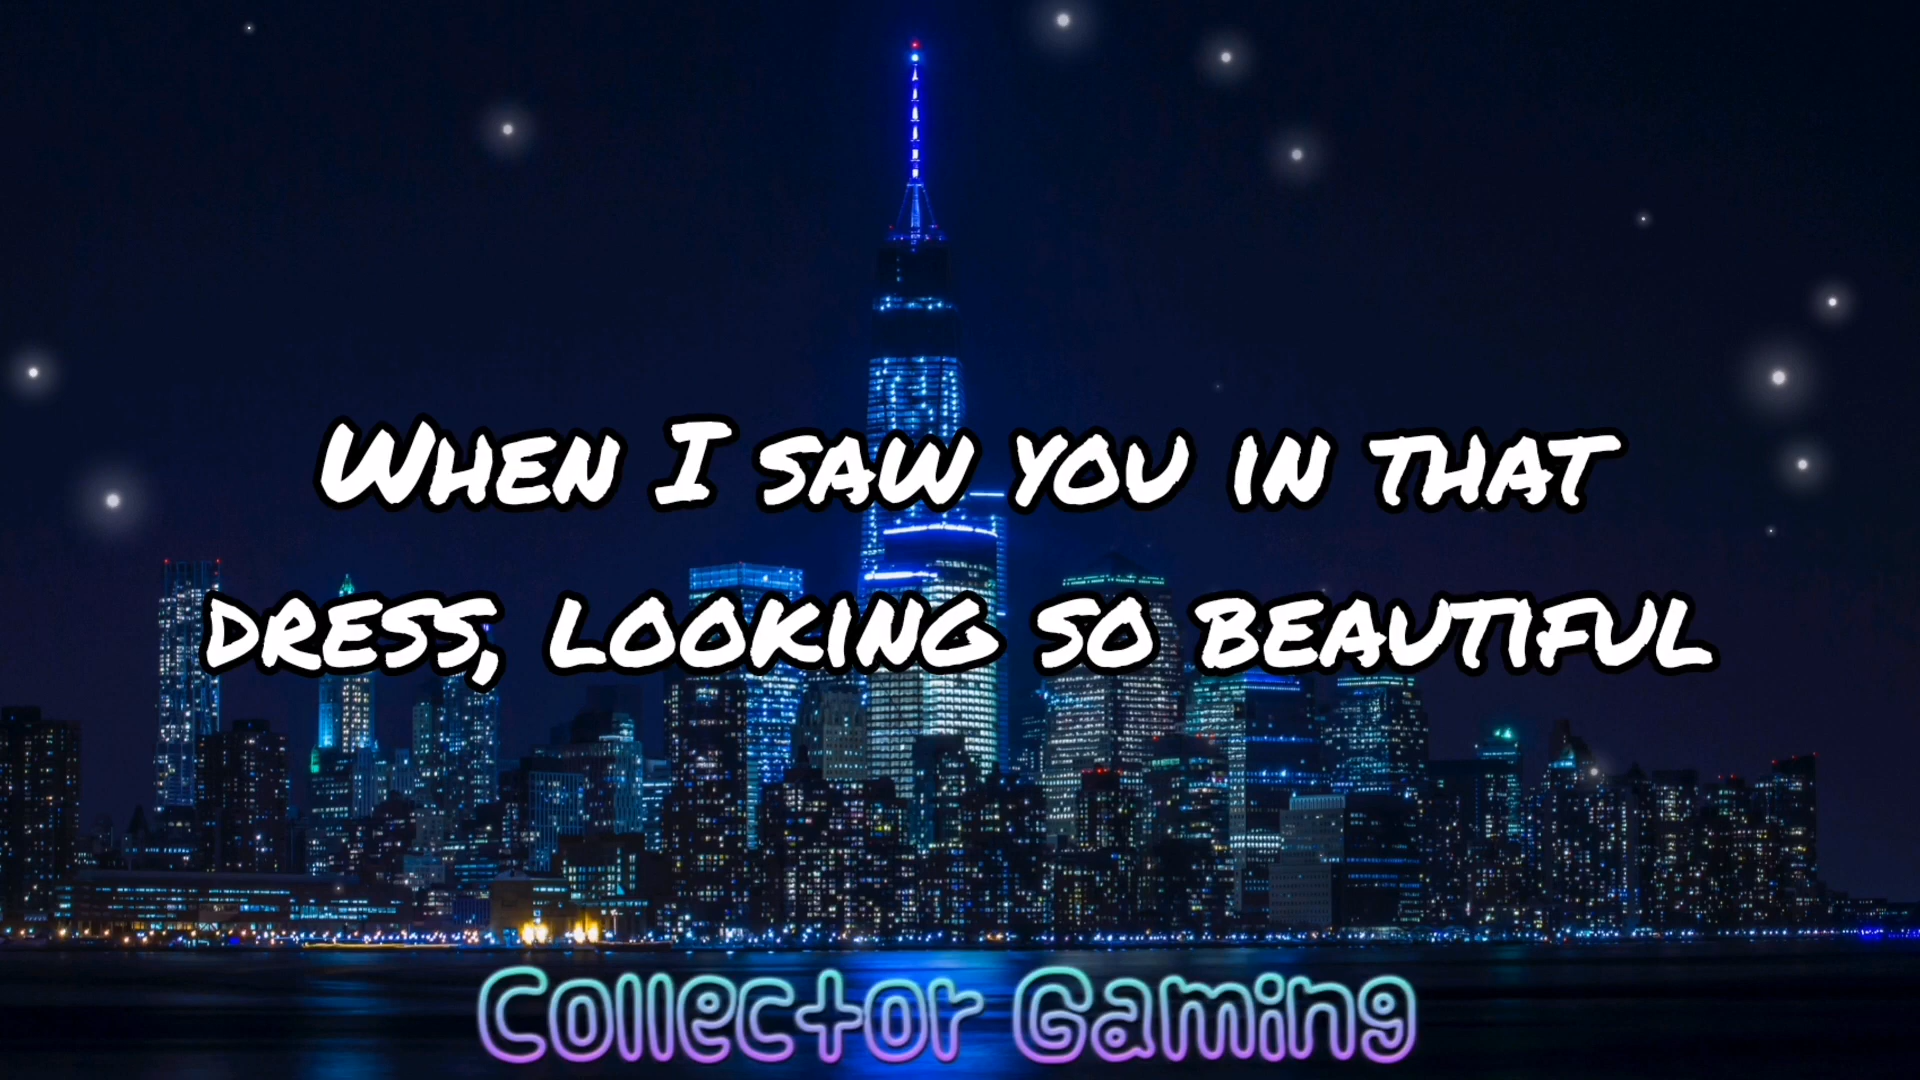 When I saw you in that
dress, looking so beautiful
Collector Gaming